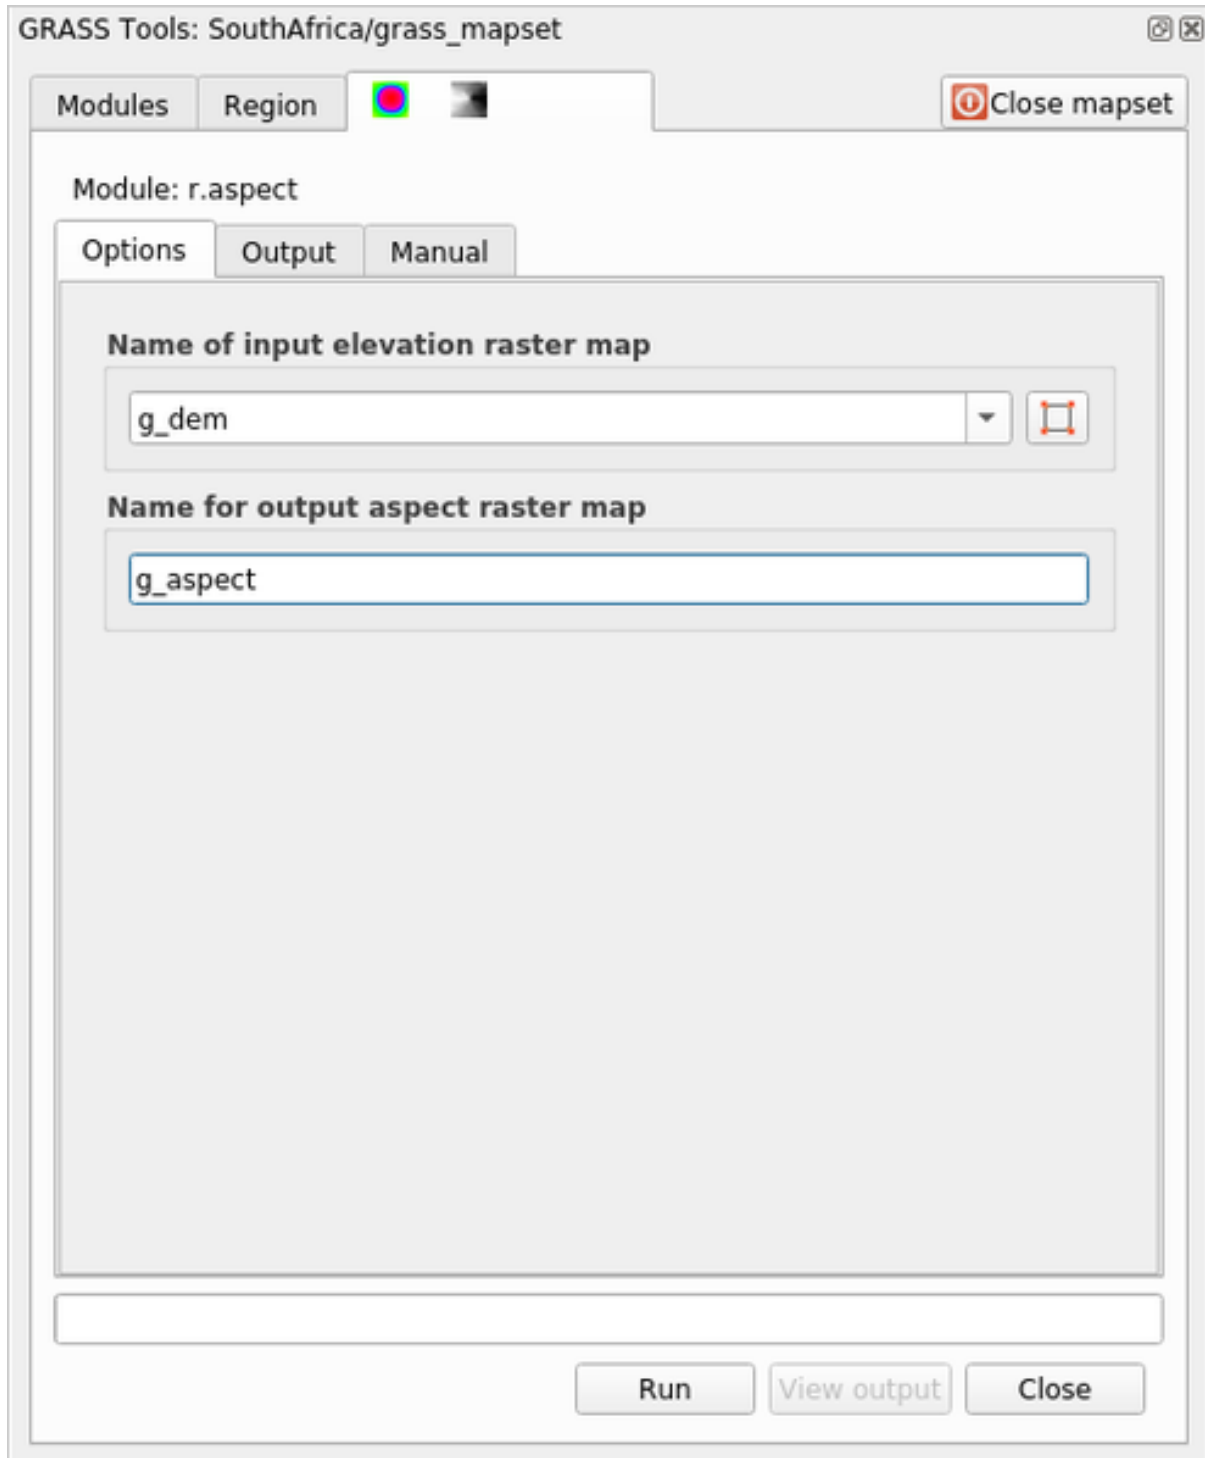 GRASS Tools: SouthAfrica/grass_mapset
Modules Region Close mapset
Module: r.aspect
Options Output Manual
Name of input elevation raster map
g_dem
Name for output aspect raster map
g_aspect
Run View output Close